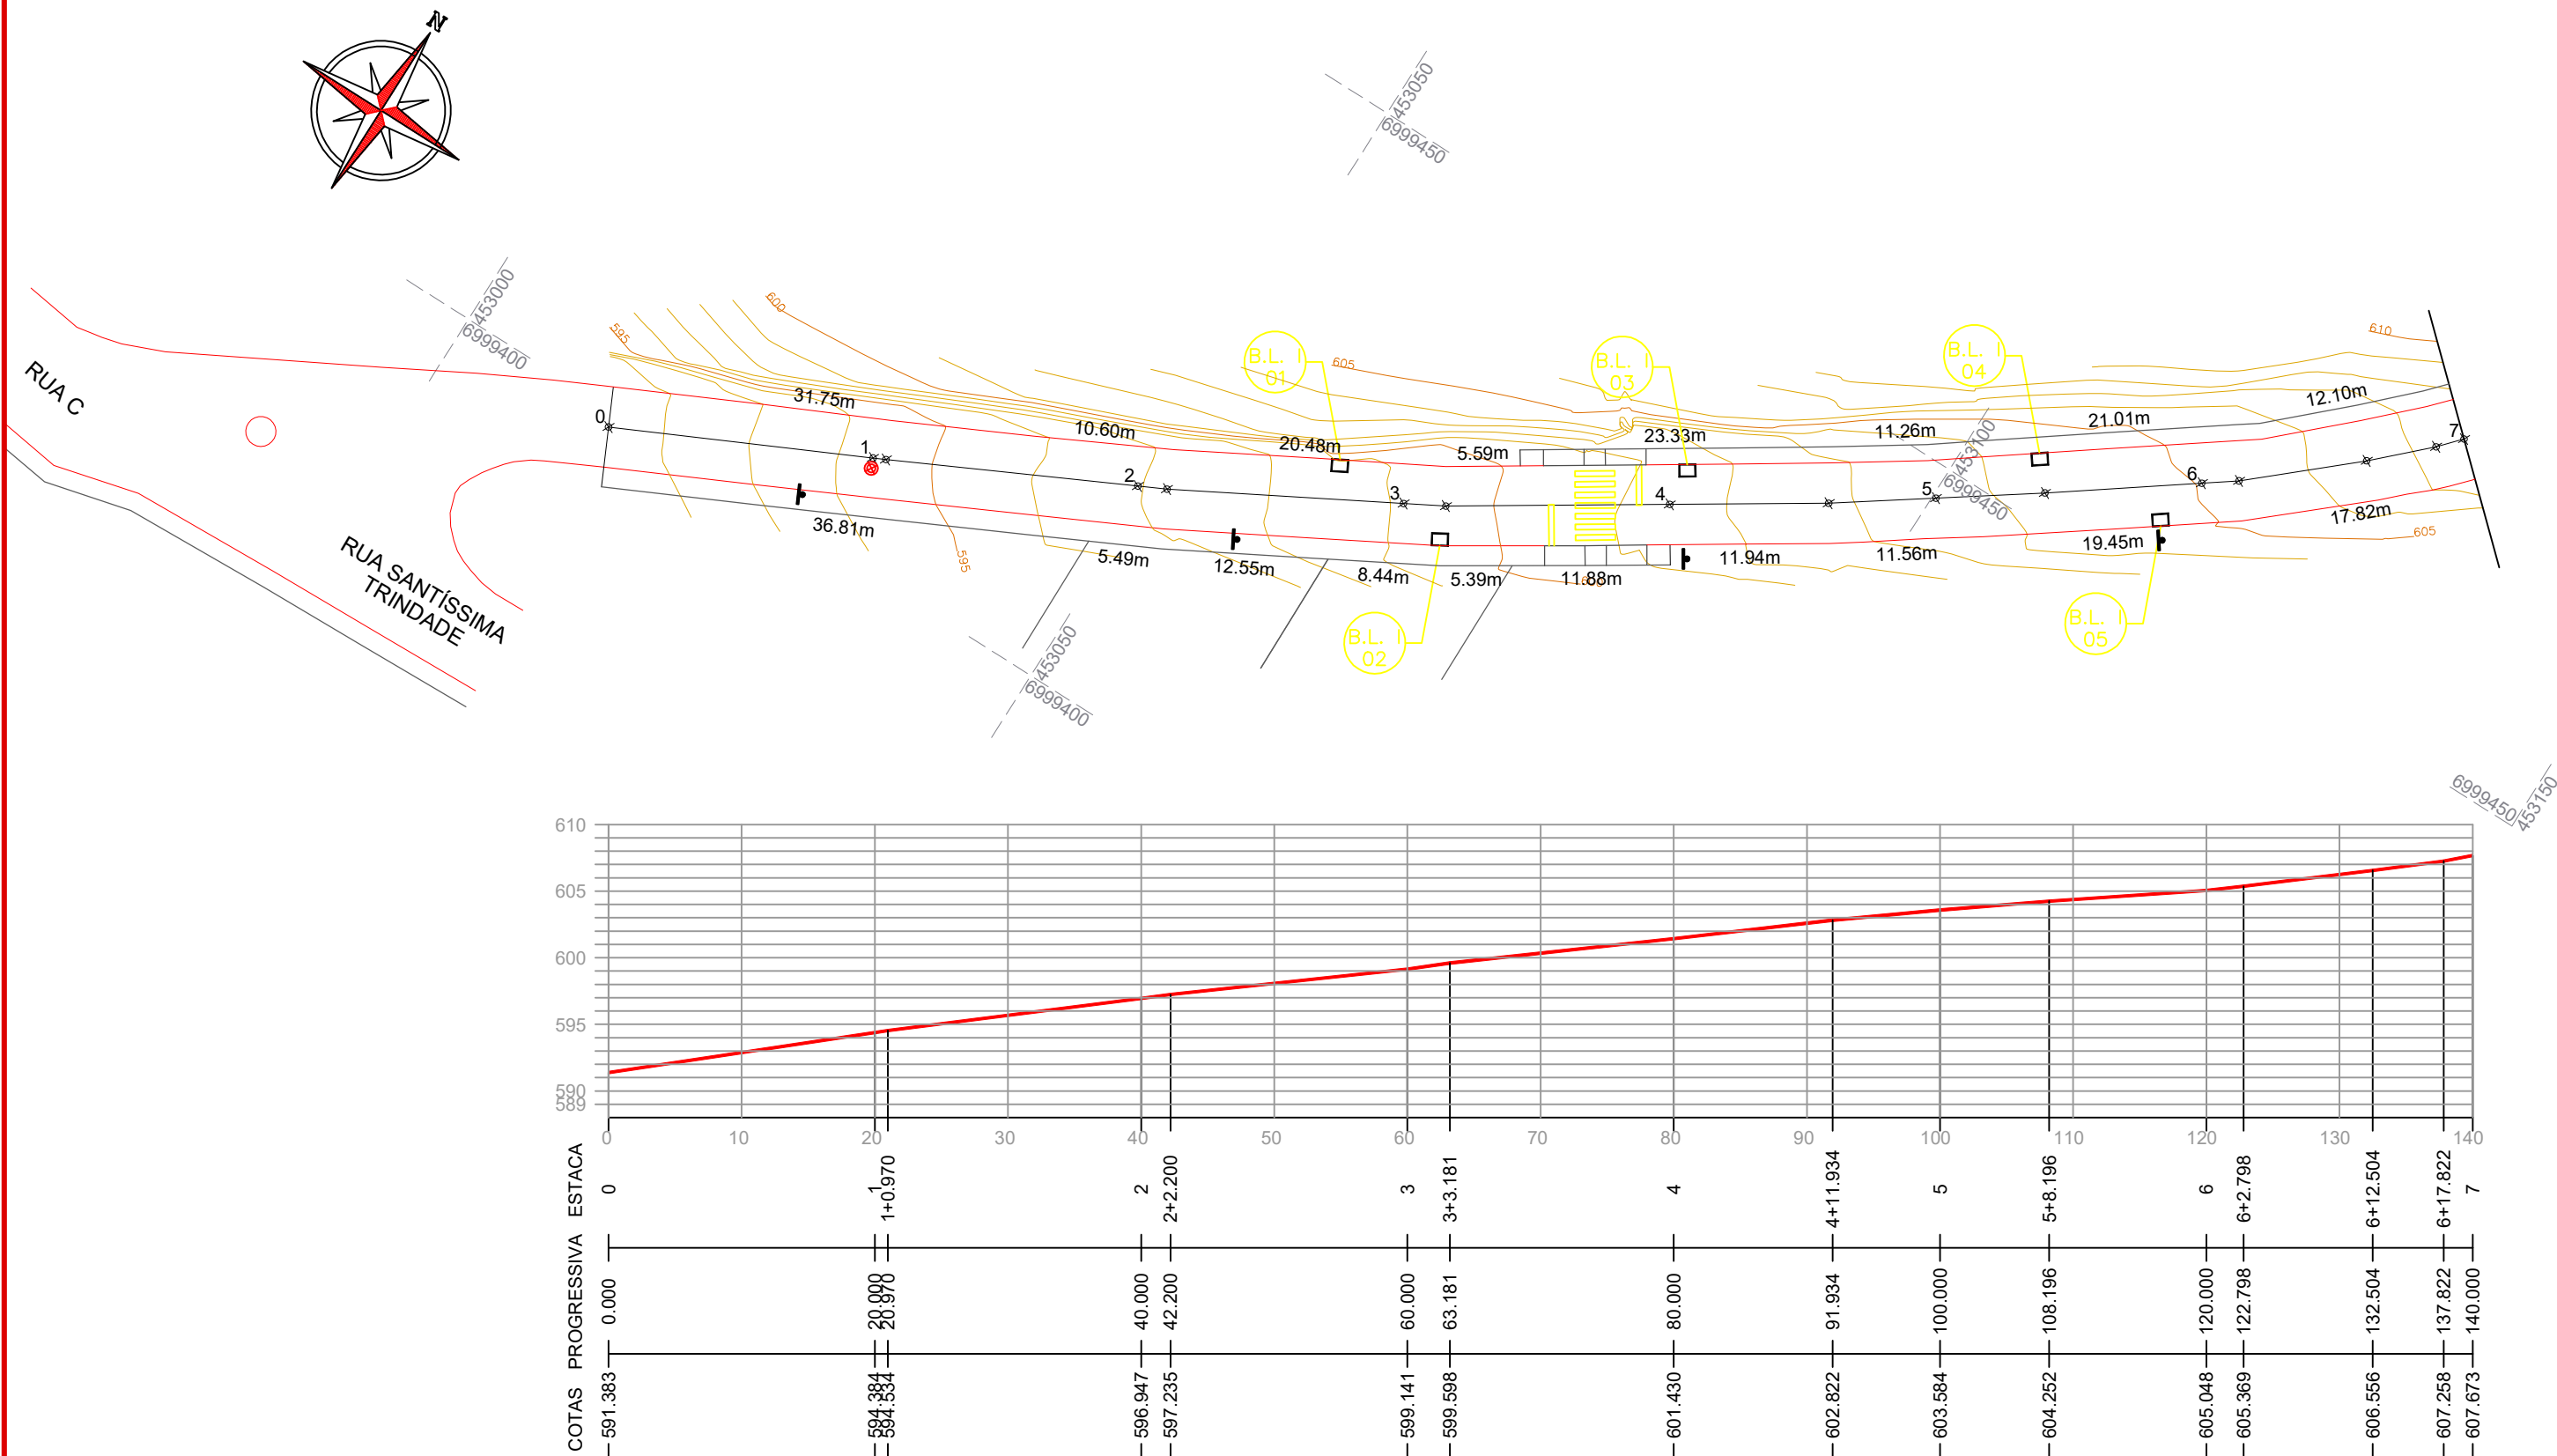 N
453050
6999450
453000
6999400
RUA C
RUA SANTÍSSIMA
TRINDADE
595
600
605
610
B.L. I
01
B.L. I
03
B.L. I
04
31.75m
10.60m
20.48m
5.59m
23.33m
11.26m
21.01m
12.10m
0
1
2
3
4
5
6
7
453100
6999450
36.81m
595
5.49m
12.55m
8.44m
5.39m
11.88m
11.94m
11.56m
19.45m
17.82m
605
B.L. I
02
B.L. I
05
453050
6999400
6999450
453150
610
605
600
595
590
589
0 10 20 30 40 50 60 70 80 90 100 110 120 130 140
ESTACA 0 1 1+0.970 2 2+2.200 3 3+3.181 4 4+11.934 5 5+8.196 6 6+2.798 6+12.504 6+17.822 7
PROGRESSIVA 0.000 20.000 20.970 40.000 42.200 60.000 63.181 80.000 91.934 100.000 108.196 120.000 122.798 132.504 137.822 140.000
COTAS 591.383 594.384 594.534 596.947 597.235 599.141 599.598 601.430 602.822 603.584 604.252 605.048 605.369 606.556 607.258 607.673